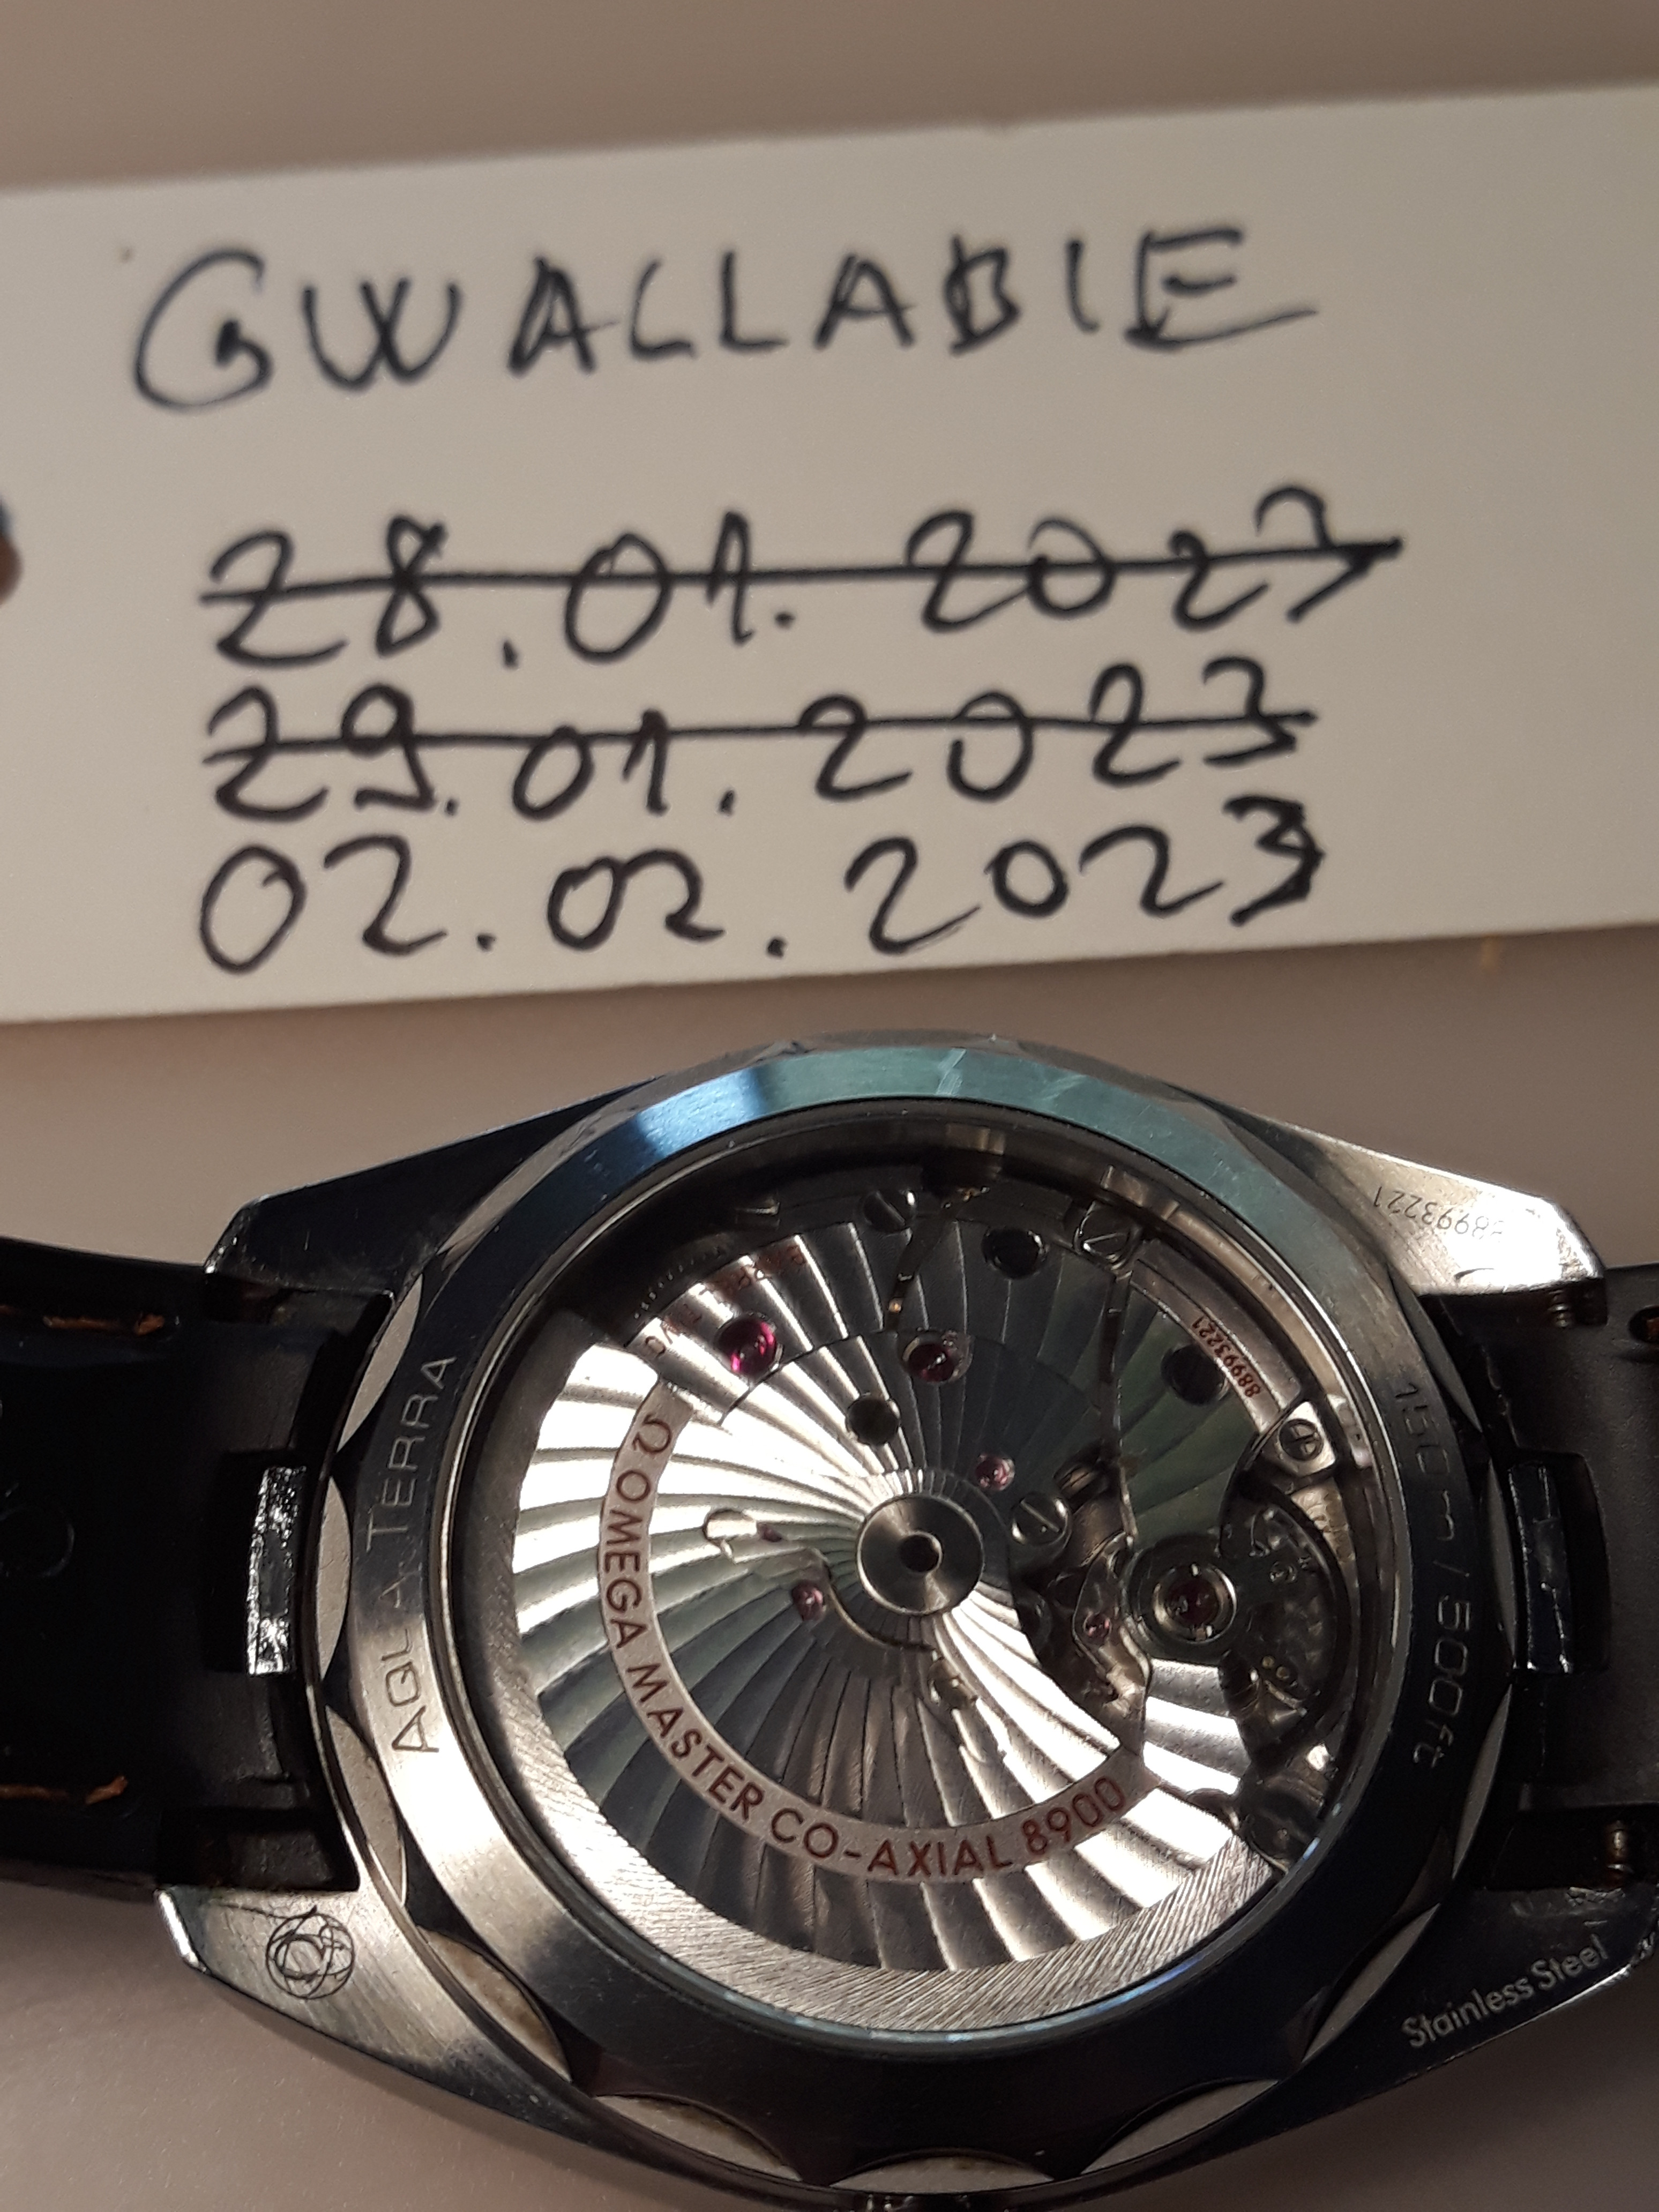 GWALLABIE
28.01.2023
29.01.2023
02.02.2023
88993221
88993221
AQUA TERRA
150m/500ft
Ω OMEGA MASTER CO-AXIAL 8900
Stainless Steel